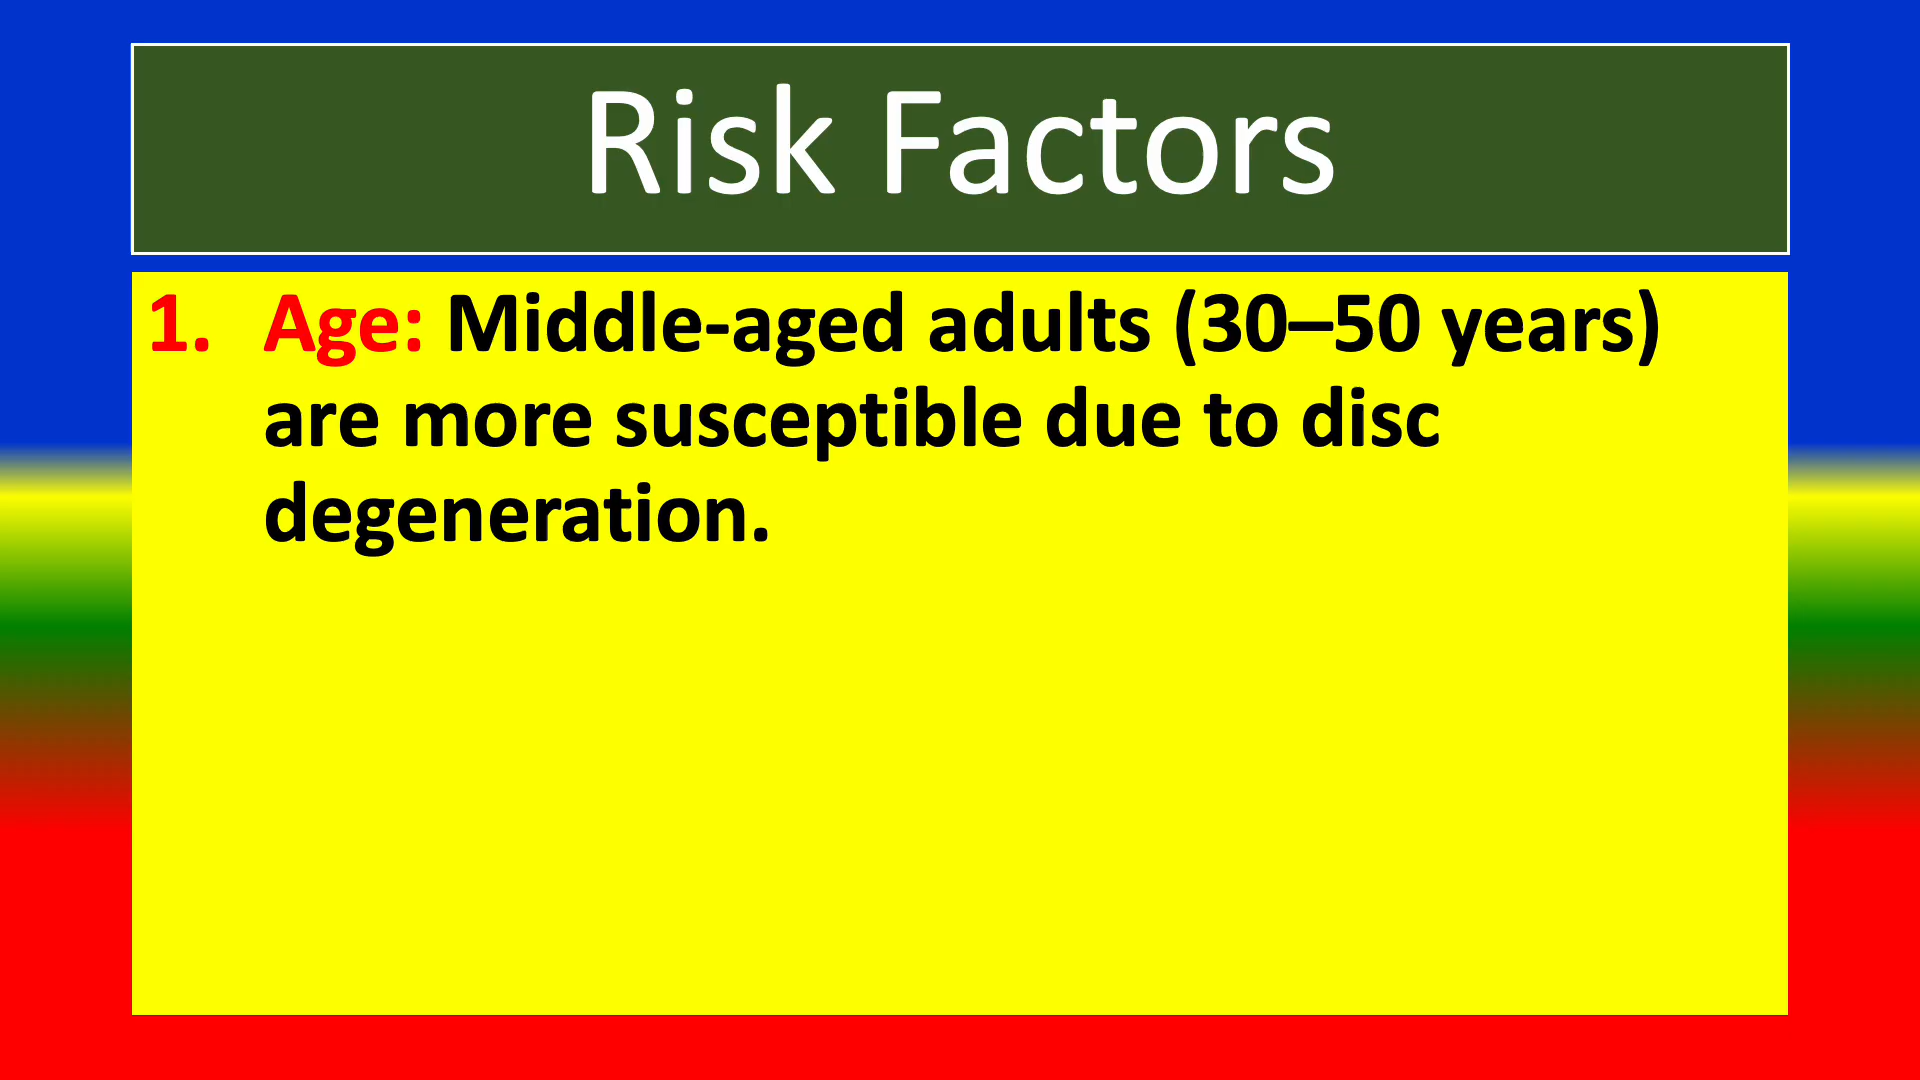 Risk Factors
1. Age: Middle-aged adults (30–50 years)
are more susceptible due to disc
degeneration.